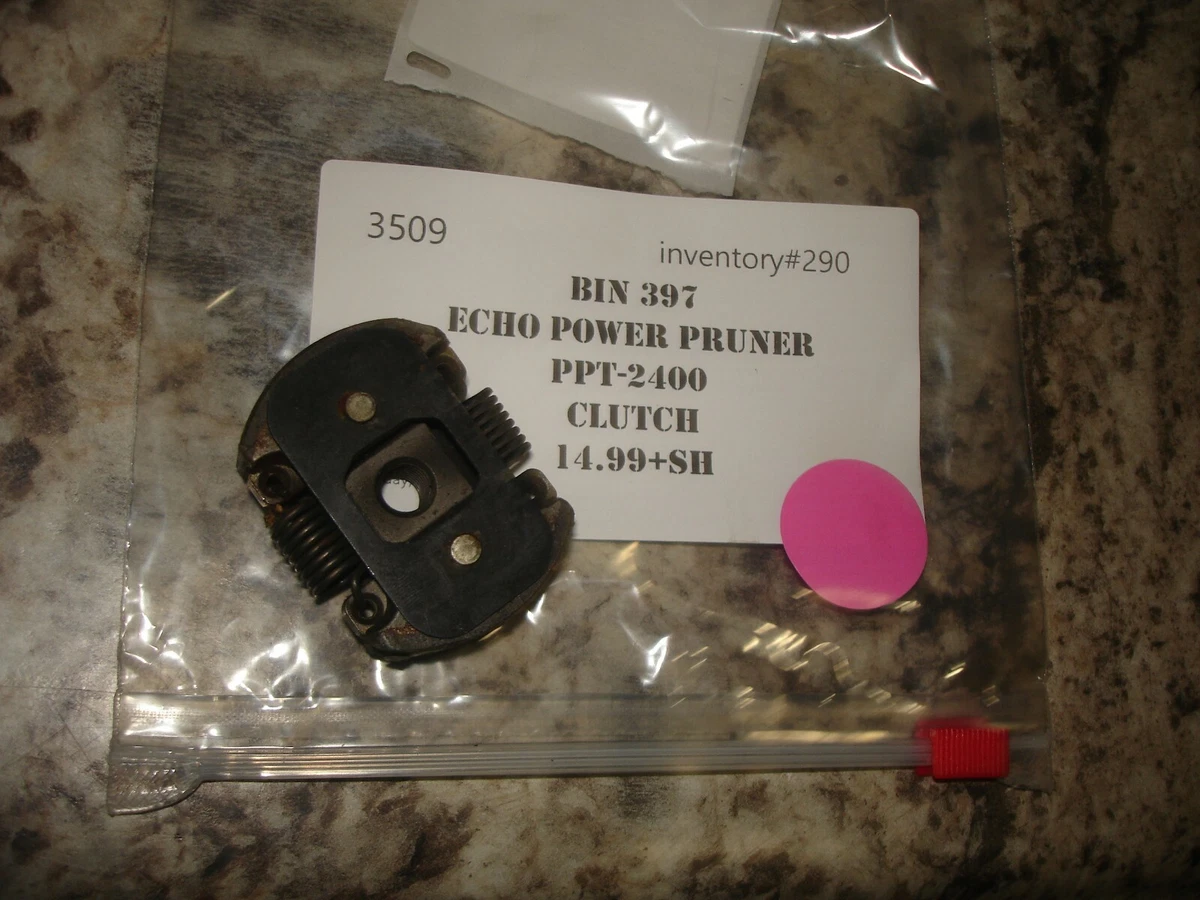 3509
inventory#290
BIN 397
ECHO POWER PRUNER
PPT-2400
CLUTCH
14.99+SH